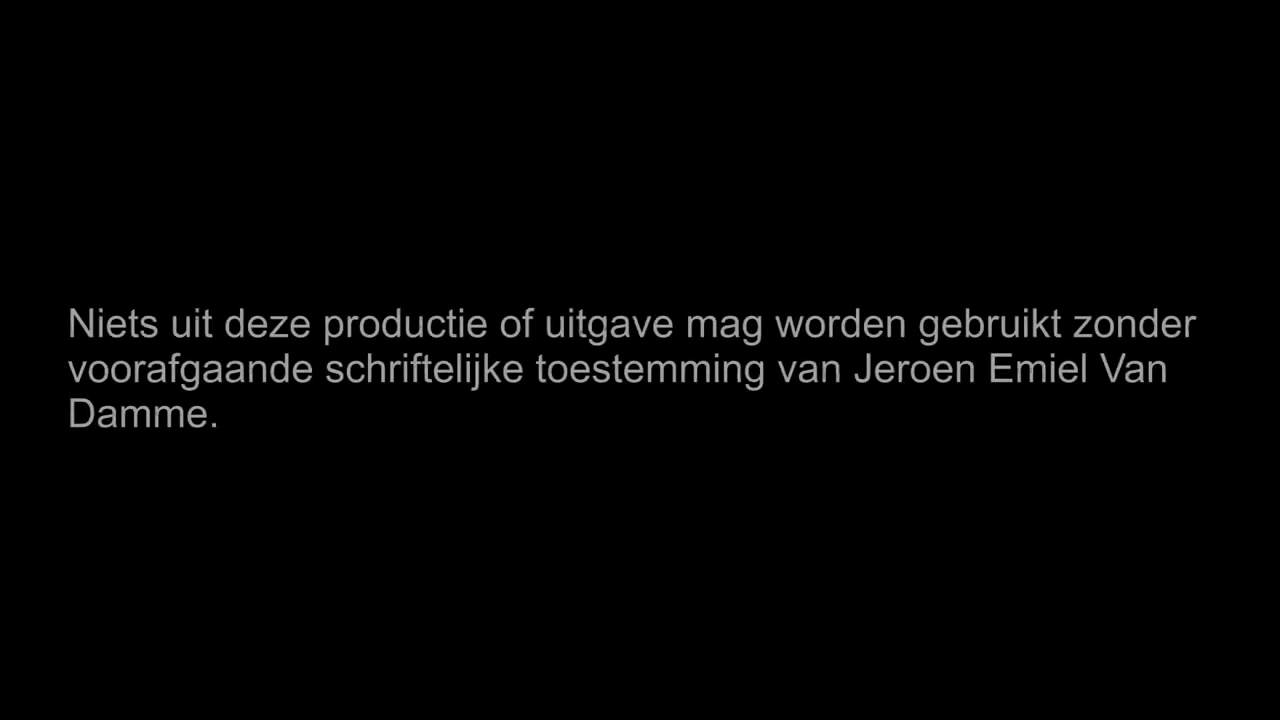 Niets uit deze productie of uitgave mag worden gebruikt zonder
voorafgaande schriftelijke toestemming van Jeroen Emiel Van
Damme.